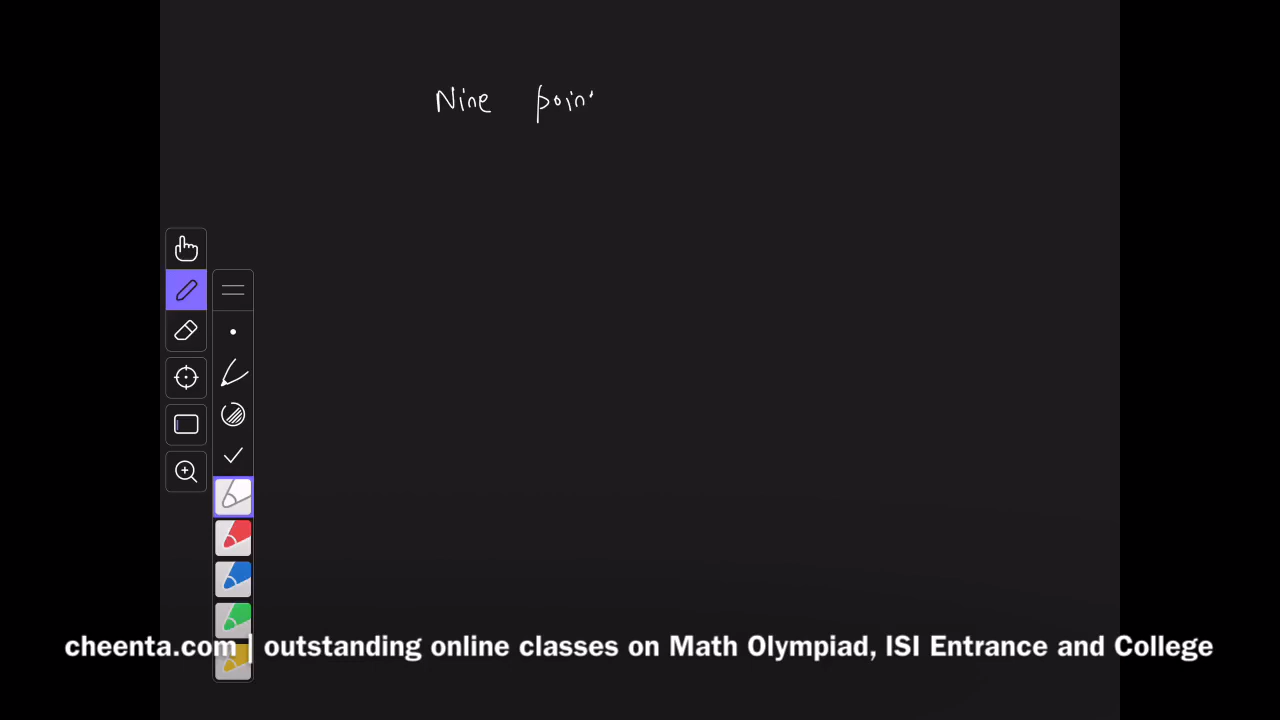 Nine poin
cheenta.com | outstanding online classes on Math Olympiad, ISI Entrance and College